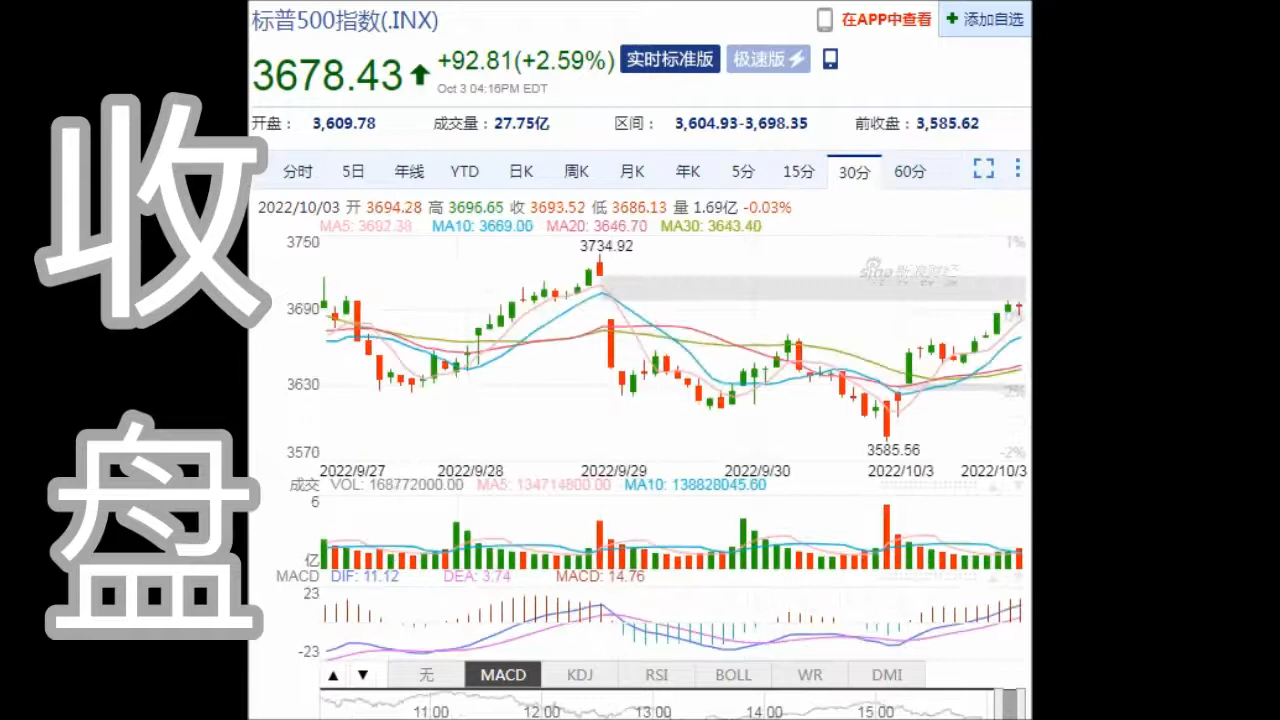 收
盘
标普500指数(.INX)
在APP中查看
+ 添加自选
3678.43
+92.81(+2.59%)
实时标准版
极速版
Oct 3 04:16PM EDT
开盘： 3,609.78 成交量：27.75亿 区间： 3,604.93-3,698.35 前收盘：3,585.62
分时 5日 年线 YTD 日K 周K 月K 年K 5分 15分 30分 60分
2022/10/03 开 3694.28 高 3696.65 收 3693.52 低 3686.13 量 1.69亿 -0.03%
MA5: 3692.38 MA10: 3669.00 MA20: 3646.70 MA30: 3643.40
3750 3734.92 1%
sina 新浪财经
3690
3630 -2%
3585.56
3570 -2%
2022/9/27 2022/9/28 2022/9/29 2022/9/30 2022/10/3 2022/10/3
成交 VOL: 168772000.00 MA5: 134714800.00 MA10: 138828045.60
6
亿
MACD DIF: 11.12 DEA: 3.74 MACD: 14.76
23
-23
▲ ▼ 无 MACD KDJ RSI BOLL WR DMI
11:00 12:00 13:00 14:00 15:00